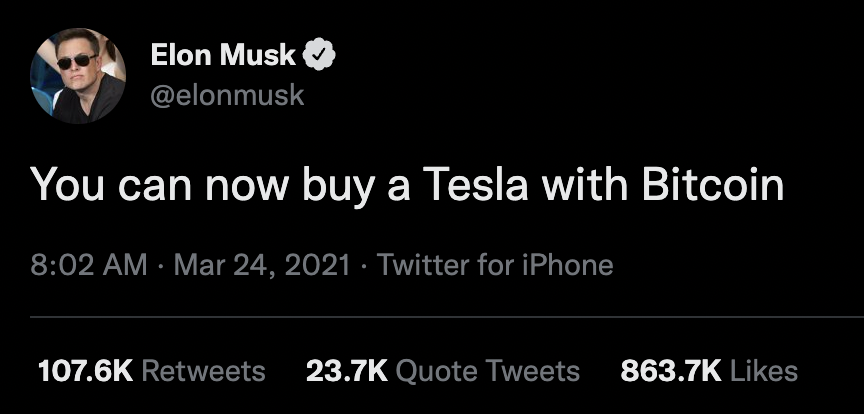 Elon Musk
@elonmusk
You can now buy a Tesla with Bitcoin
8:02 AM · Mar 24, 2021 · Twitter for iPhone
107.6K Retweets 23.7K Quote Tweets 863.7K Likes